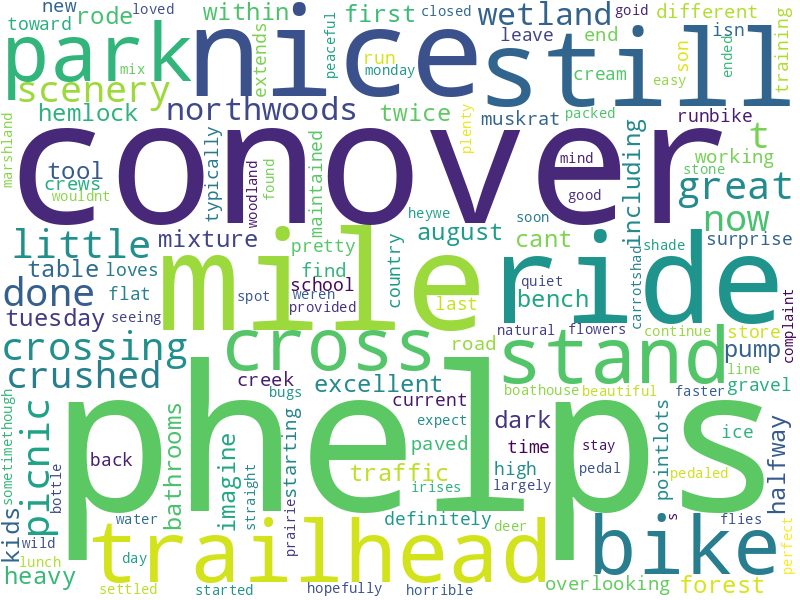 new loved
toward rode within first closed wetland goid different
park nice still
mix extends peaceful run monday leave end isn son ended training
scenery cream easy
hemlock northwoods twice muskrat packed runbike
conover
marshland tool typically woodland found maintained plenty mind t
crews working
wouldnt good stone
great
heywe soon including now
little mixture pretty august cant shade surprise
mile ride
table loves find country quiet carrotshad
flat school bench
done seeing spot weren last
tuesday provided natural flowers continue store complaint
crossing cross road stand pump
line
crushed creek excellent boathouse beautiful faster gravel
bugs current
sometimethough picnic phelps dark expect pointlots ice halfway
bathrooms imagine starting paved time stay
back traffic high pedal pedaled
bottle straight irises largely
kids water prairie definitely s flies
wild deer
trailhead bike perfect
lunch day
heavy overlooking forest
settled started hopefully horrible